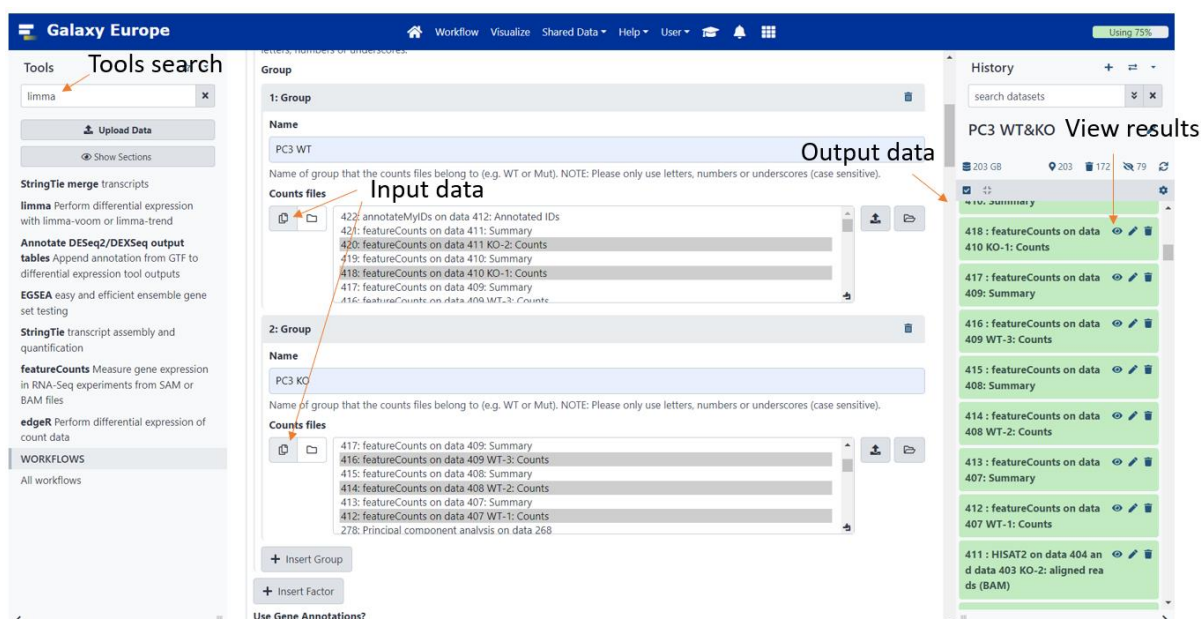 Galaxy Europe
Workflow Visualize Shared Data Help User
Using 75%
Tools
Tools search
limma
Upload Data
Show Sections
StringTie merge transcripts
limma Perform differential expression
with limma-voom or limma-trend
Annotate DESeq2/DEXSeq output
tables Append annotation from GTF to
differential expression tool outputs
EGSEA easy and efficient ensemble gene
set testing
StringTie transcript assembly and
quantification
featureCounts Measure gene expression
in RNA-Seq experiments from SAM or
BAM files
edgeR Perform differential expression of
count data
WORKFLOWS
All workflows
letters, numbers or underscores.
Group
1: Group
Name
PC3 WT
Name of group that the counts files belong to (e.g. WT or Mut). NOTE: Please only use letters, numbers or underscores (case sensitive).
Counts files
Input data
422: annotateMyIDs on data 412: Annotated IDs
421: featureCounts on data 411: Summary
420: featureCounts on data 411 KO-2: Counts
419: featureCounts on data 410: Summary
418: featureCounts on data 410 KO-1: Counts
417: featureCounts on data 409: Summary
416: featureCounts on data 409 WT-3: Counts
2: Group
Name
PC3 KO
Name of group that the counts files belong to (e.g. WT or Mut). NOTE: Please only use letters, numbers or underscores (case sensitive).
Counts files
417: featureCounts on data 409: Summary
416: featureCounts on data 409 WT-3: Counts
415: featureCounts on data 408: Summary
414: featureCounts on data 408 WT-2: Counts
413: featureCounts on data 407: Summary
412: featureCounts on data 407 WT-1: Counts
278: Principal component analysis on data 268
+ Insert Group
+ Insert Factor
Use Gene Annotations?
Output data
History
search datasets
PC3 WT&KO
View results
203 GB
203 172 79
410: Summary
418 : featureCounts on data
410 KO-1: Counts
417 : featureCounts on data
409: Summary
416 : featureCounts on data
409 WT-3: Counts
415 : featureCounts on data
408: Summary
414 : featureCounts on data
408 WT-2: Counts
413 : featureCounts on data
407: Summary
412 : featureCounts on data
407 WT-1: Counts
411 : HISAT2 on data 404 an
d data 403 KO-2: aligned rea
ds (BAM)